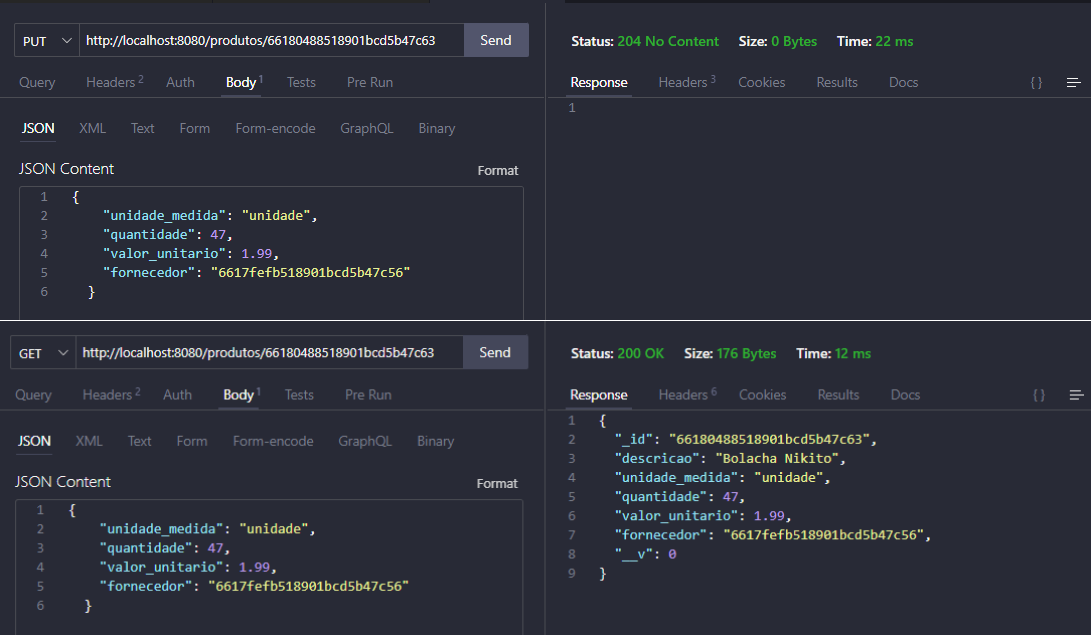 PUT http://localhost:8080/produtos/66180488518901bcd5b47c63 Send
Query Headers 2 Auth Body 1 Tests Pre Run
JSON XML Text Form Form-encode GraphQL Binary
JSON Content Format
1 {
2 "unidade_medida": "unidade",
3 "quantidade": 47,
4 "valor_unitario": 1.99,
5 "fornecedor": "6617fefb518901bcd5b47c56"
6 }
Status: 204 No Content Size: 0 Bytes Time: 22 ms
Response Headers 3 Cookies Results Docs { }
1
GET http://localhost:8080/produtos/66180488518901bcd5b47c63 Send
Query Headers 2 Auth Body 1 Tests Pre Run
JSON XML Text Form Form-encode GraphQL Binary
JSON Content Format
1 {
2 "unidade_medida": "unidade",
3 "quantidade": 47,
4 "valor_unitario": 1.99,
5 "fornecedor": "6617fefb518901bcd5b47c56"
6 }
Status: 200 OK Size: 176 Bytes Time: 12 ms
Response Headers 6 Cookies Results Docs { }
1 {
2 "_id": "66180488518901bcd5b47c63",
3 "descricao": "Bolacha Nikito",
4 "unidade_medida": "unidade",
5 "quantidade": 47,
6 "valor_unitario": 1.99,
7 "fornecedor": "6617fefb518901bcd5b47c56",
8 "__v": 0
9 }